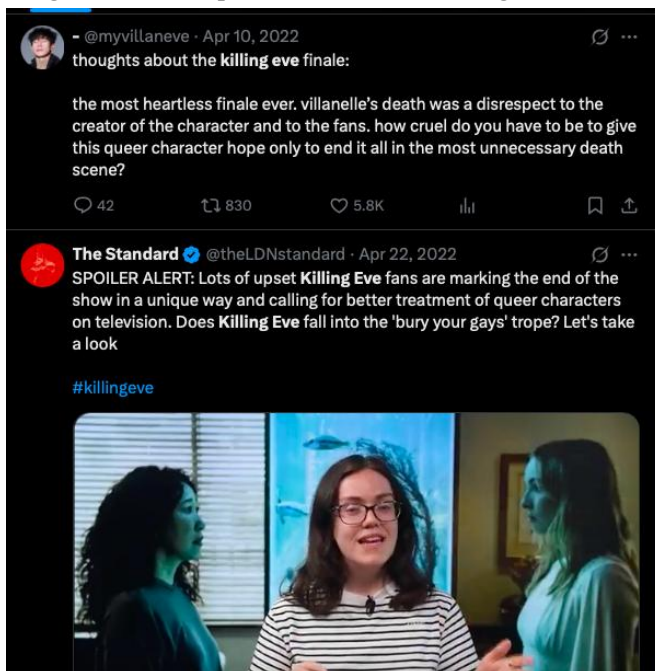 - @myvillaneve · Apr 10, 2022
thoughts about the killing eve finale:
the most heartless finale ever. villanelle's death was a disrespect to the
creator of the character and to the fans. how cruel do you have to be to give
this queer character hope only to end it all in the most unnecessary death
scene?
42 830 5.8K
The Standard @theLDNstandard · Apr 22, 2022
SPOILER ALERT: Lots of upset Killing Eve fans are marking the end of the
show in a unique way and calling for better treatment of queer characters
on television. Does Killing Eve fall into the 'bury your gays' trope? Let's take
a look
#killingeve